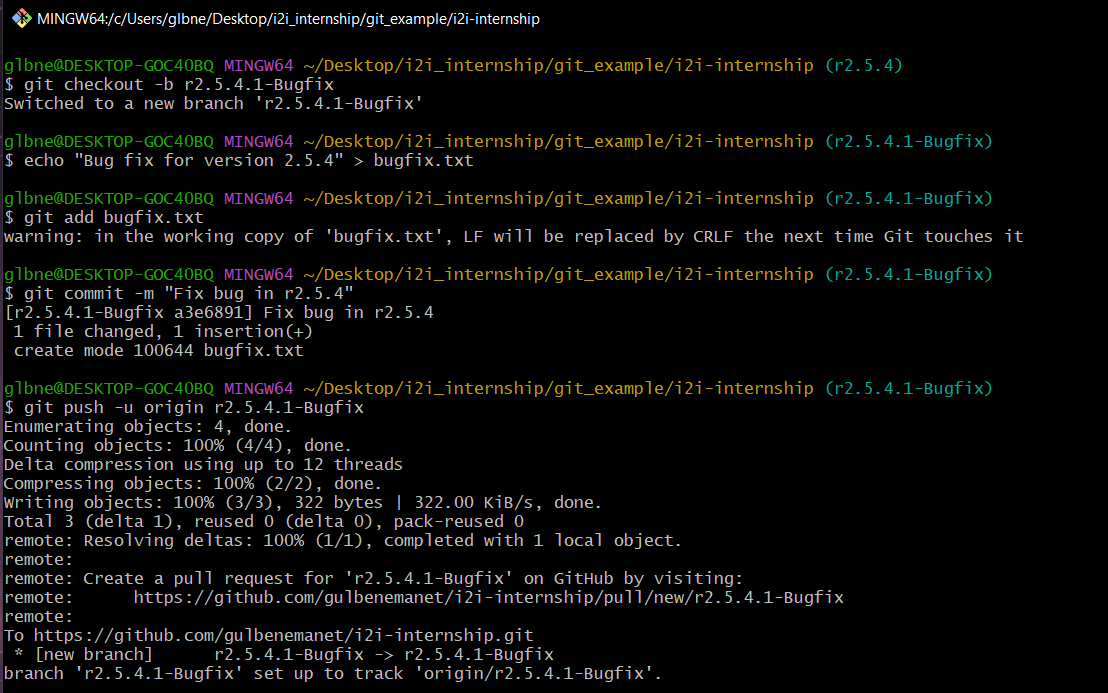 MINGW64:/c/Users/glbne/Desktop/i2i_internship/git_example/i2i-internship
glbne@DESKTOP-GOC40BQ MINGW64 ~/Desktop/i2i_internship/git_example/i2i-internship (r2.5.4)
$ git checkout -b r2.5.4.1-Bugfix
Switched to a new branch 'r2.5.4.1-Bugfix'
glbne@DESKTOP-GOC40BQ MINGW64 ~/Desktop/i2i_internship/git_example/i2i-internship (r2.5.4.1-Bugfix)
$ echo "Bug fix for version 2.5.4" > bugfix.txt
glbne@DESKTOP-GOC40BQ MINGW64 ~/Desktop/i2i_internship/git_example/i2i-internship (r2.5.4.1-Bugfix)
$ git add bugfix.txt
warning: in the working copy of 'bugfix.txt', LF will be replaced by CRLF the next time Git touches it
glbne@DESKTOP-GOC40BQ MINGW64 ~/Desktop/i2i_internship/git_example/i2i-internship (r2.5.4.1-Bugfix)
$ git commit -m "Fix bug in r2.5.4"
[r2.5.4.1-Bugfix a3e6891] Fix bug in r2.5.4
 1 file changed, 1 insertion(+)
 create mode 100644 bugfix.txt
glbne@DESKTOP-GOC40BQ MINGW64 ~/Desktop/i2i_internship/git_example/i2i-internship (r2.5.4.1-Bugfix)
$ git push -u origin r2.5.4.1-Bugfix
Enumerating objects: 4, done.
Counting objects: 100% (4/4), done.
Delta compression using up to 12 threads
Compressing objects: 100% (2/2), done.
Writing objects: 100% (3/3), 322 bytes | 322.00 KiB/s, done.
Total 3 (delta 1), reused 0 (delta 0), pack-reused 0
remote: Resolving deltas: 100% (1/1), completed with 1 local object.
remote:
remote: Create a pull request for 'r2.5.4.1-Bugfix' on GitHub by visiting:
remote:      https://github.com/gulbenemanet/i2i-internship/pull/new/r2.5.4.1-Bugfix
remote:
To https://github.com/gulbenemanet/i2i-internship.git
 * [new branch]      r2.5.4.1-Bugfix -> r2.5.4.1-Bugfix
branch 'r2.5.4.1-Bugfix' set up to track 'origin/r2.5.4.1-Bugfix'.